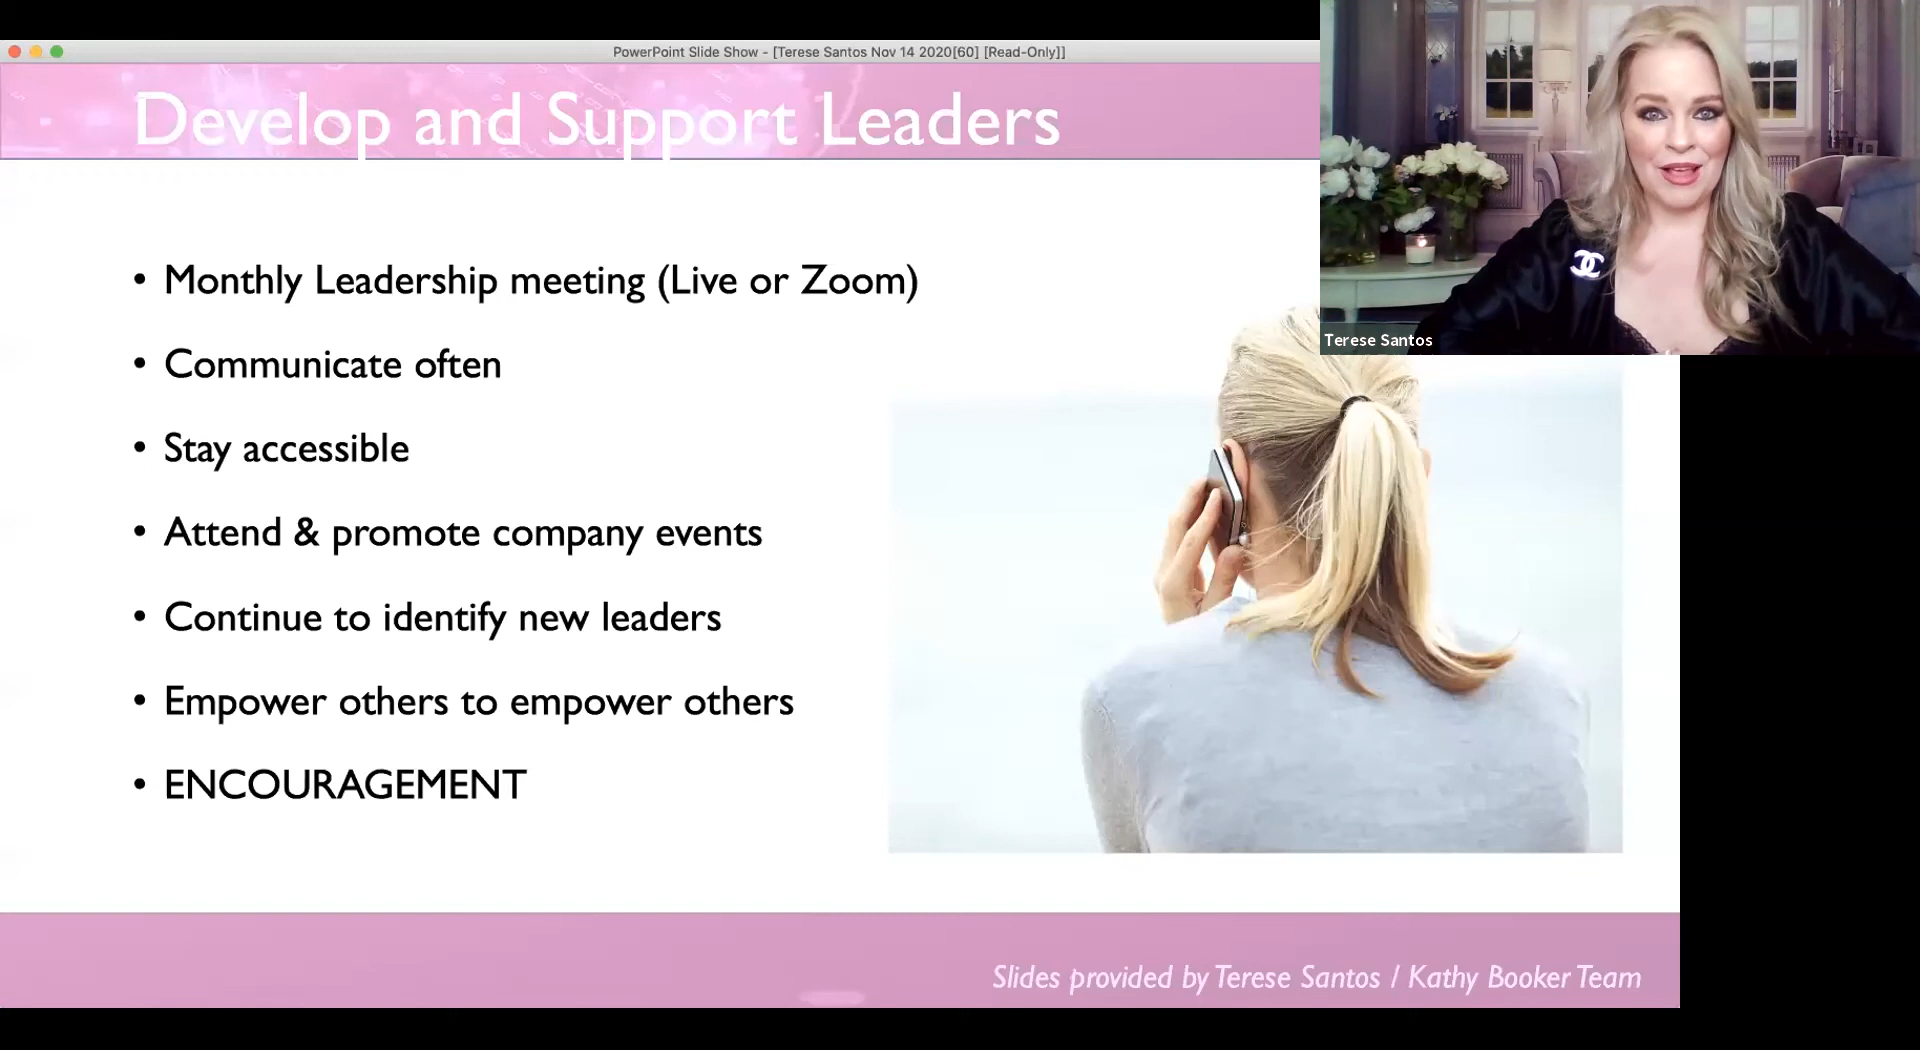 PowerPoint Slide Show - [Terese Santos Nov 14 2020[60] [Read-Only]]
Develop and Support Leaders
• Monthly Leadership meeting (Live or Zoom)
• Communicate often
• Stay accessible
• Attend & promote company events
• Continue to identify new leaders
• Empower others to empower others
• ENCOURAGEMENT
Terese Santos
Slides provided by Terese Santos / Kathy Booker Team